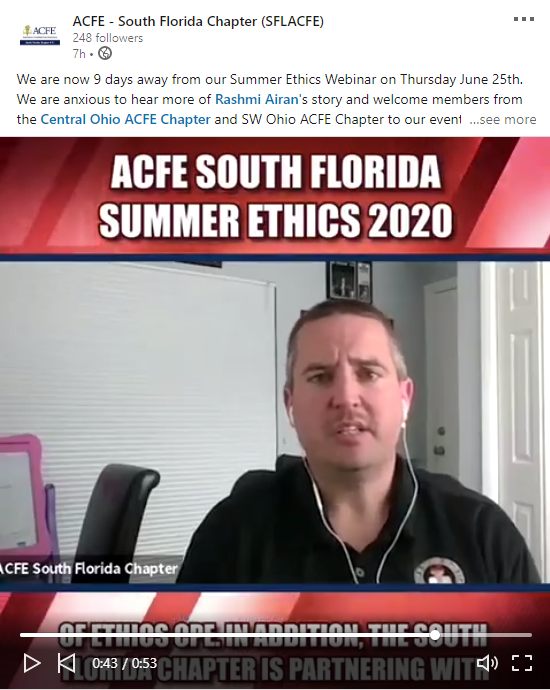 ACFE
ACFE - South Florida Chapter (SFLACFE)
248 followers
7h •
We are now 9 days away from our Summer Ethics Webinar on Thursday June 25th.
We are anxious to hear more of Rashmi Airan's story and welcome members from
the Central Ohio ACFE Chapter and SW Ohio ACFE Chapter to our event ...see more
ACFE SOUTH FLORIDA
SUMMER ETHICS 2020
ACFE South Florida Chapter
OF ETHICS CPE. IN ADDITION, THE SOUTH
CHAPTER IS PARTNERING WITH
0:43 / 0:53